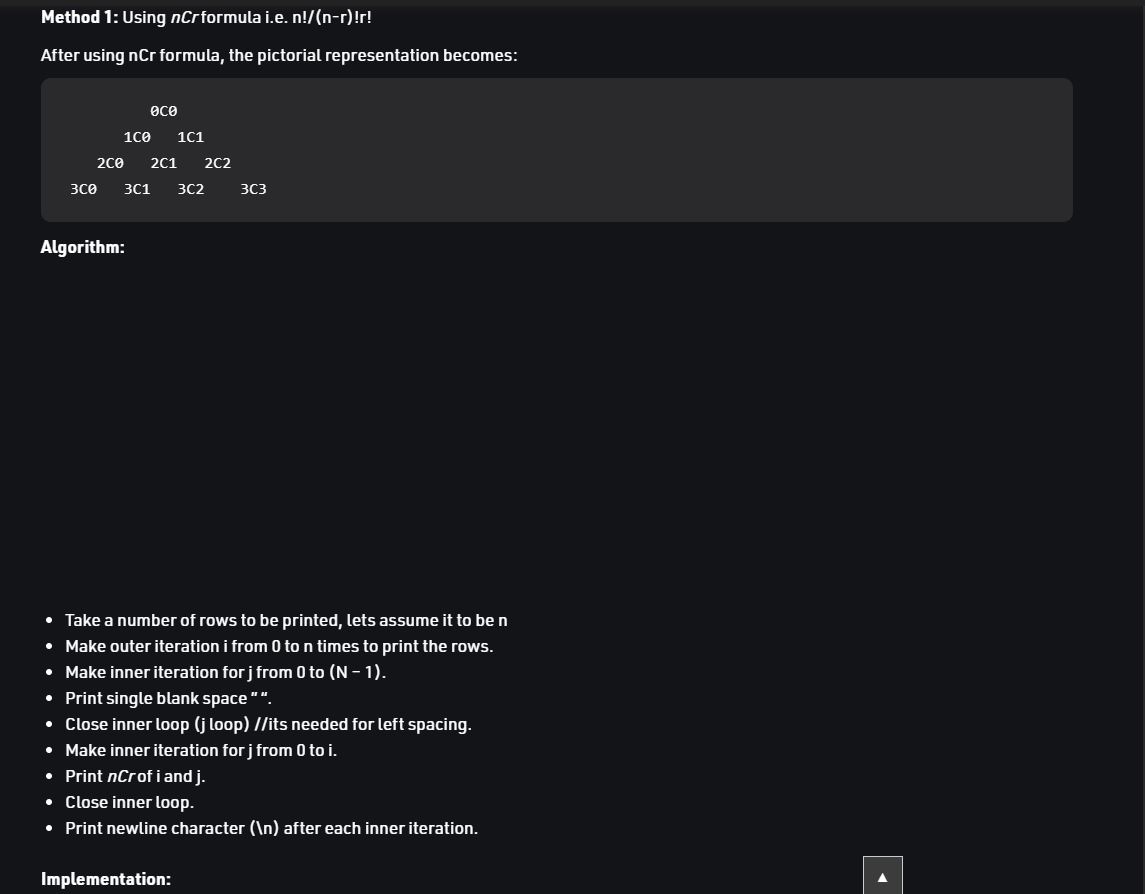 Method 1: Using nCr formula i.e. n!/(n-r)!r!
After using nCr formula, the pictorial representation becomes:
0C0
1C0 1C1
2C0 2C1 2C2
3C0 3C1 3C2 3C3
Algorithm:
• Take a number of rows to be printed, lets assume it to be n
• Make outer iteration i from 0 to n times to print the rows.
• Make inner iteration for j from 0 to (N – 1).
• Print single blank space ” “.
• Close inner loop (j loop) //its needed for left spacing.
• Make inner iteration for j from 0 to i.
• Print nCr of i and j.
• Close inner loop.
• Print newline character (\n) after each inner iteration.
Implementation:
▲